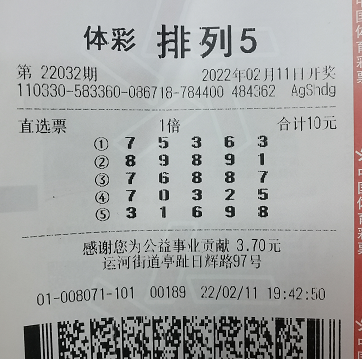 体彩 排列5
第 22032期 2022年02月11日开奖
110330-583360-086718-784400 484362 AgShdg
直选票 1倍 合计10元
① 7 5 3 6 3
② 8 9 8 9 1
③ 7 6 8 8 7
④ 7 0 3 2 5
⑤ 3 1 6 9 8
感谢您为公益事业贡献 3.70元
运河街道亭趾日辉路97号
01-008071-101 00189 22/02/11 19:42:50